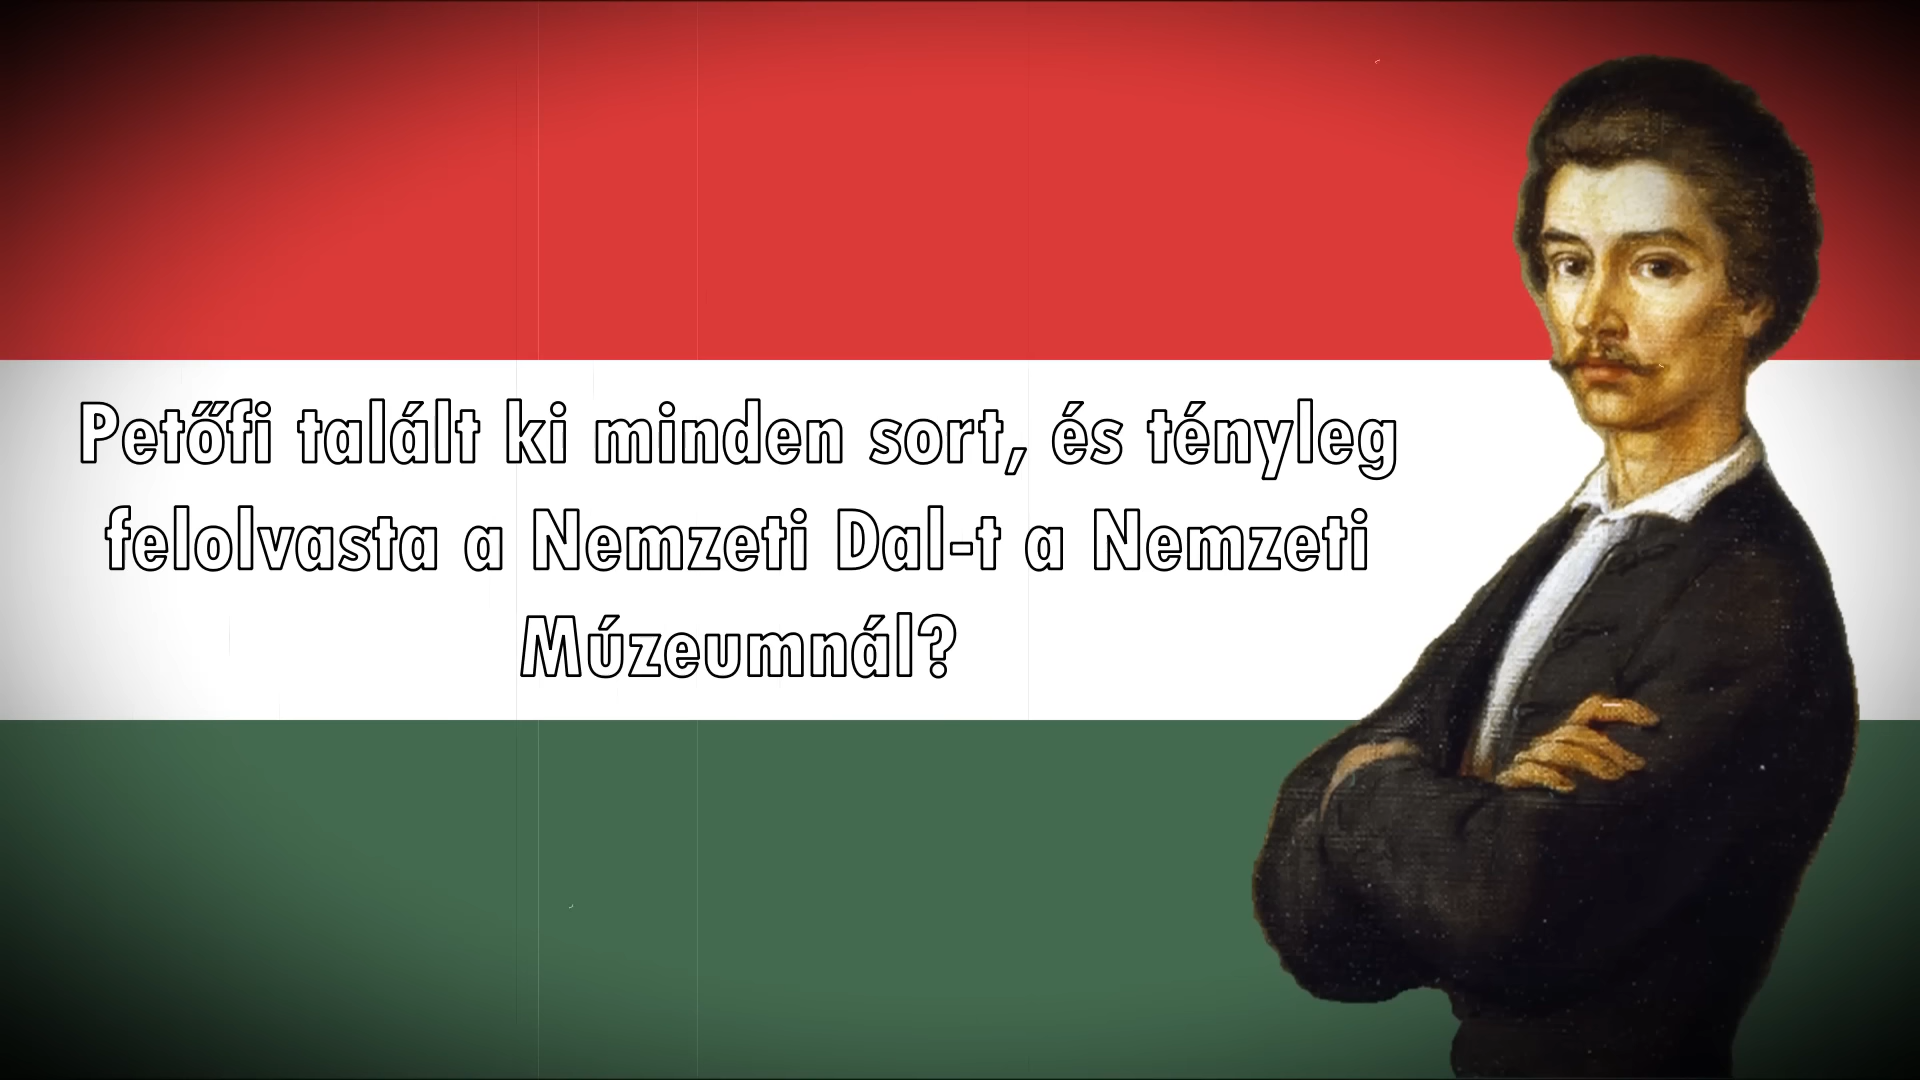 Petőfi talált ki minden sort, és tényleg
felolvasta a Nemzeti Dal-t a Nemzeti
Múzeumnál?